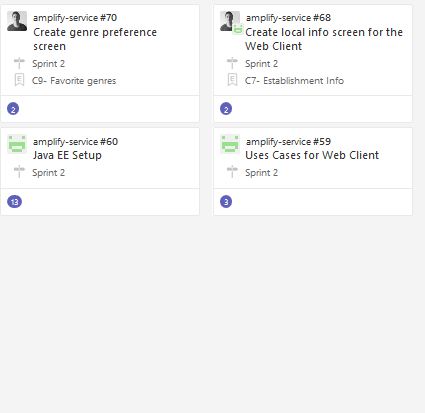 amplify-service #70
Create genre preference
screen
Sprint 2
C9- Favorite genres
2
amplify-service #68
Create local info screen for the
Web Client
Sprint 2
C7- Establishment Info
2
amplify-service #60
Java EE Setup
Sprint 2
13
amplify-service #59
Uses Cases for Web Client
Sprint 2
3